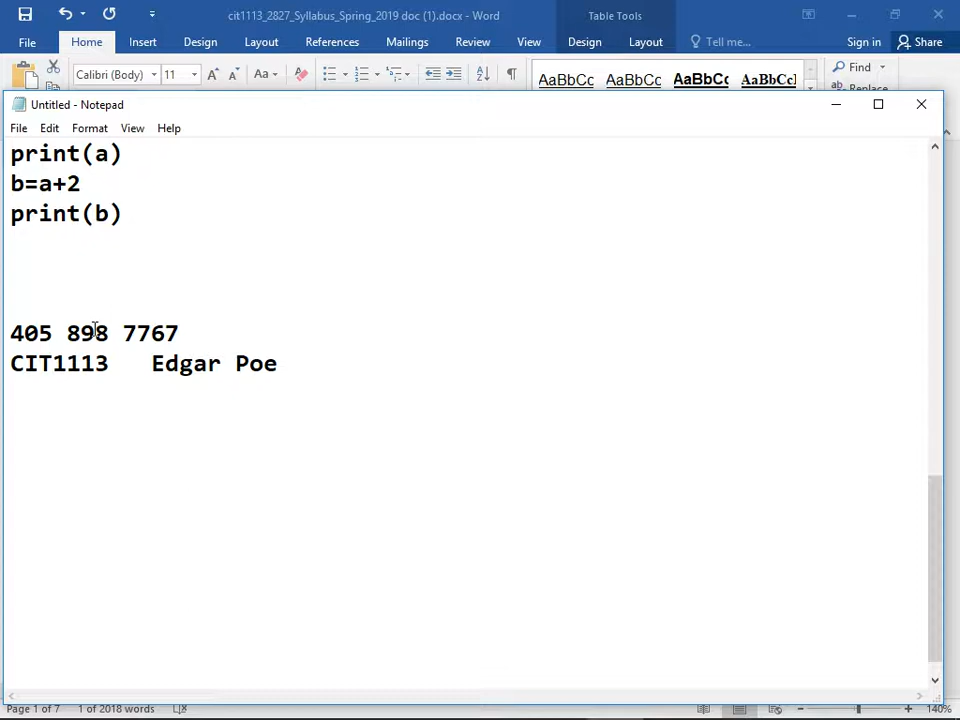 cit1113_2827_Syllabus_Spring_2019 doc (1).docx - Word
Table Tools
File Home Insert Design Layout References Mailings Review View Design Layout Tell me... Sign in Share
Calibri (Body) 11 Aa AaBbCc AaBbCc AaBbCc AaBbCc Find
Replace
Untitled - Notepad
File Edit Format View Help
print(a)
b=a+2
print(b)
405 898 7767
CIT1113 Edgar Poe
Page 1 of 7 1 of 2018 words 140%